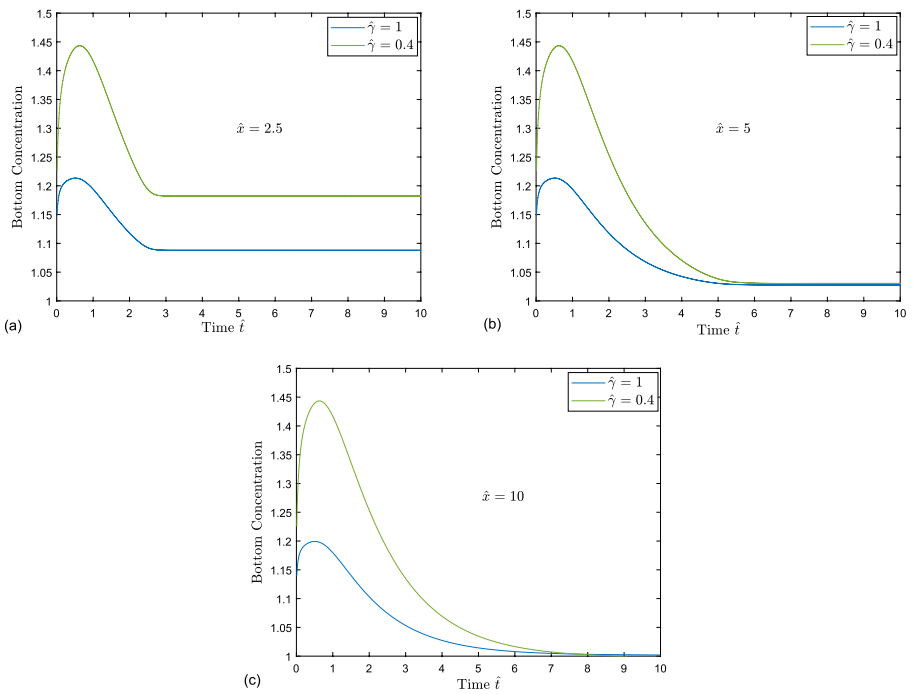 1.5
1.45
1.4
1.35
1.3
1.25
1.2
1.15
1.1
1.05
1
Bottom Concentration
γ̂ = 1
γ̂ = 0.4
x̂ = 2.5
0 1 2 3 4 5 6 7 8 9 10
Time t̂
(a)
1.5
1.45
1.4
1.35
1.3
1.25
1.2
1.15
1.1
1.05
1
Bottom Concentration
γ̂ = 1
γ̂ = 0.4
x̂ = 5
0 1 2 3 4 5 6 7 8 9 10
Time t̂
(b)
1.5
1.45
1.4
1.35
1.3
1.25
1.2
1.15
1.1
1.05
1
Bottom Concentration
γ̂ = 1
γ̂ = 0.4
x̂ = 10
0 1 2 3 4 5 6 7 8 9 10
Time t̂
(c)